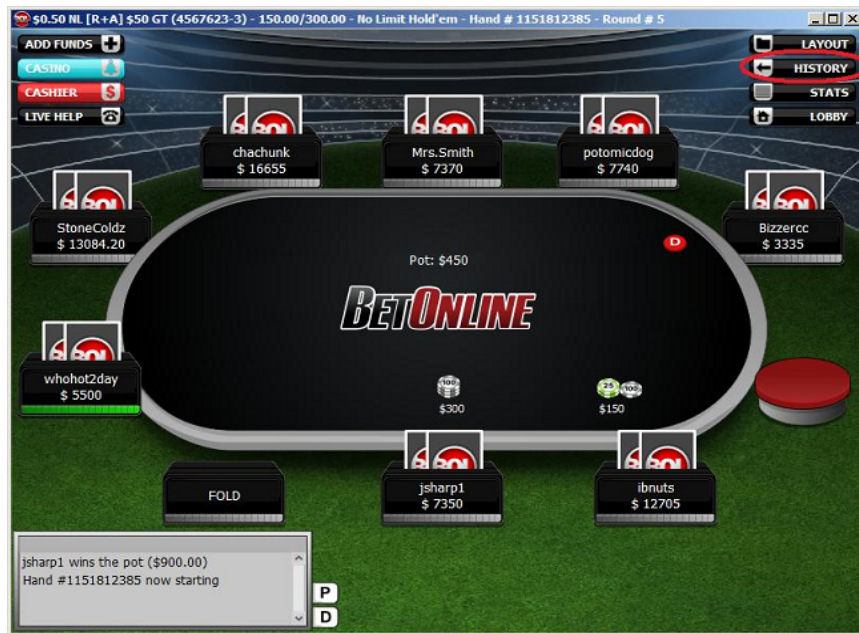 $0.50 NL [R+A] $50 GT (4567623-3) - 150.00/300.00 - No Limit Hold'em - Hand # 1151812385 - Round # 5
ADD FUNDS
LAYOUT
CASINO
HISTORY
CASHIER $
STATS
LIVE HELP
LOBBY
chachunk
$ 16655
Mrs.Smith
$ 7370
potomicdog
$ 7740
StoneColdz
$ 13084.20
Bizzercc
$ 3335
D
Pot: $450
BETONLINE
whohot2day
$ 5500
100
$300
25 100
$150
FOLD
jsharp1
$ 7350
ibnuts
$ 12705
jsharp1 wins the pot ($900.00)
Hand #1151812385 now starting
P
D